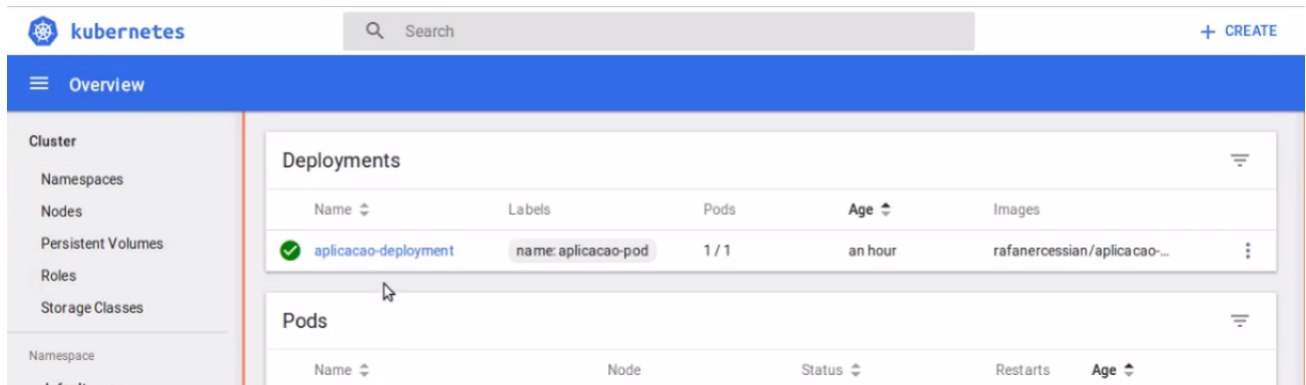 kubernetes
Search
+ CREATE
Overview
Cluster
Namespaces
Nodes
Persistent Volumes
Roles
Storage Classes
Namespace
Deployments
Name Labels Pods Age Images
aplicacao-deployment name: aplicacao-pod 1 / 1 an hour rafanercessian/aplicacao-...
Pods
Name Node Status Restarts Age